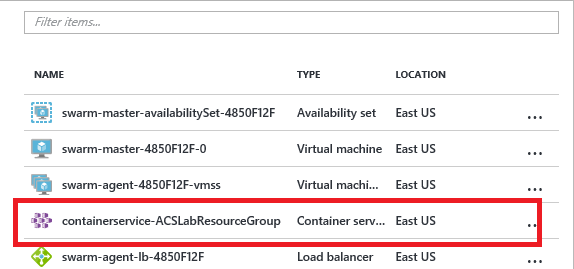 Filter items...
NAME TYPE LOCATION
swarm-master-availabilitySet-4850F12F Availability set East US ...
swarm-master-4850F12F-0 Virtual machine East US ...
swarm-agent-4850F12F-vmss Virtual machi... East US ...
containerservice-ACSLabResourceGroup Container serv... East US ...
swarm-agent-lb-4850F12F Load balancer East US ...